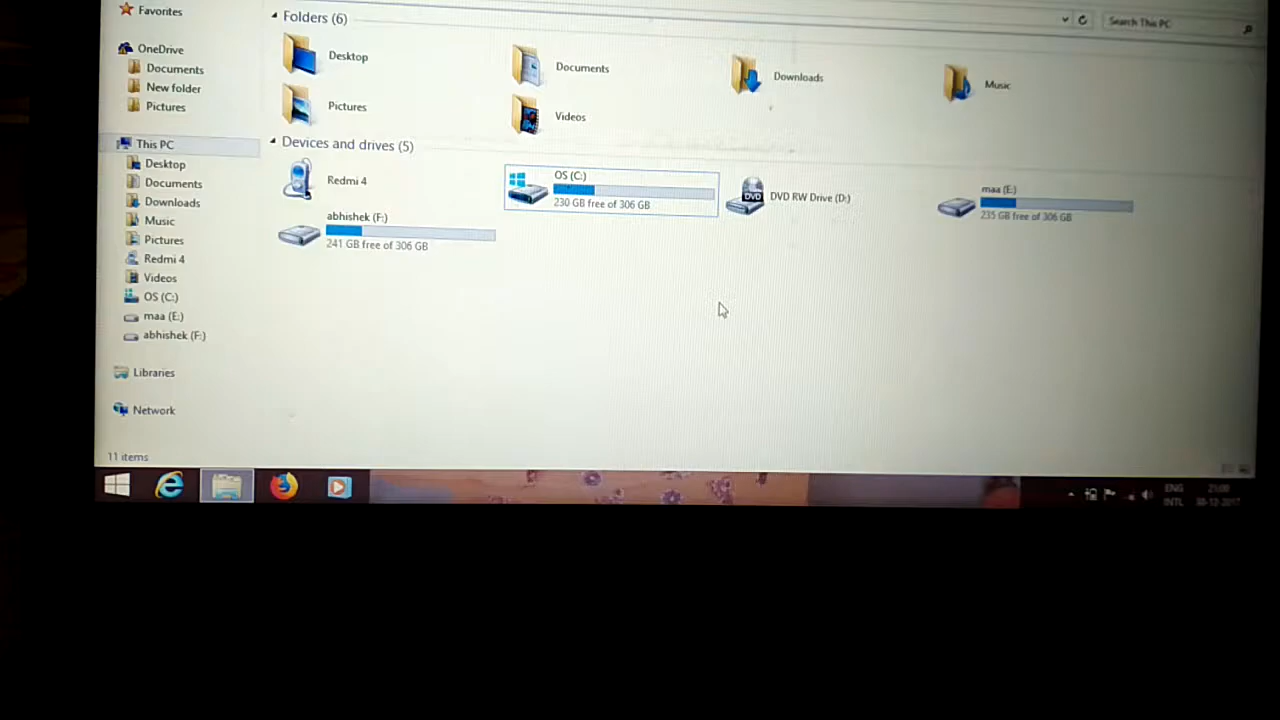 Favorites
OneDrive
Documents
New folder
Pictures
This PC
Desktop
Documents
Downloads
Music
Pictures
Redmi 4
Videos
OS (C:)
maa (E:)
abhishek (F:)
Libraries
Network
11 items
Search This PC
Folders (6)
Desktop
Documents
Downloads
Music
Pictures
Videos
Devices and drives (5)
Redmi 4
OS (C:)
230 GB free of 306 GB
DVD
DVD RW Drive (D:)
maa (E:)
235 GB free of 306 GB
abhishek (F:)
241 GB free of 306 GB
ENG
INTL
21:00
30-12-2017